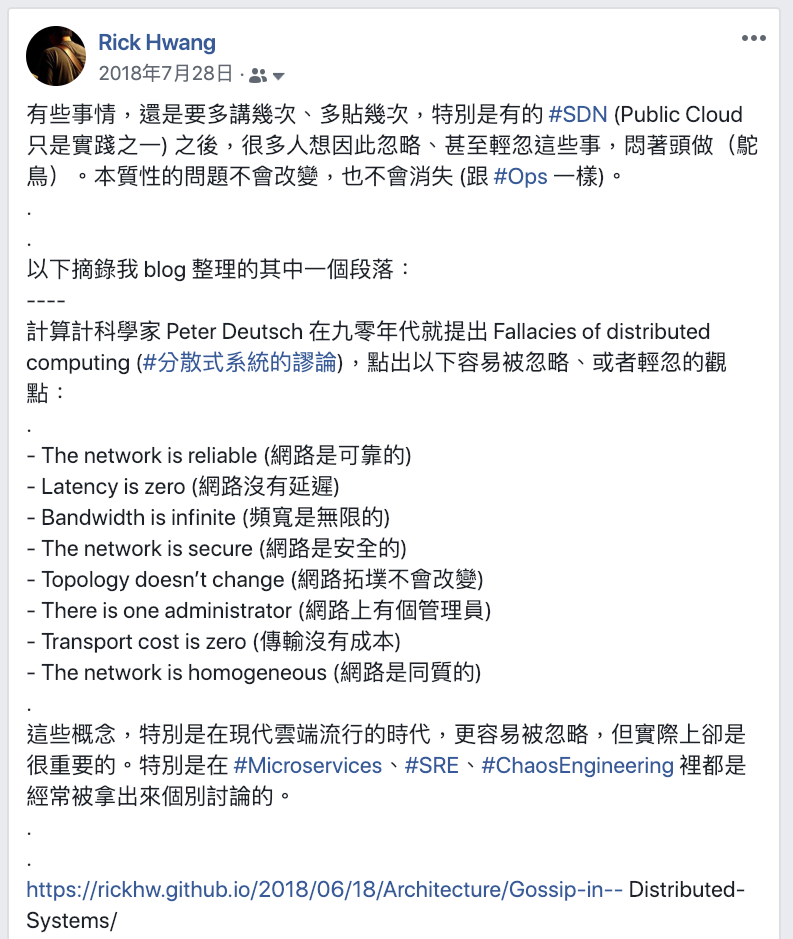 Rick Hwang
2018年7月28日 ·
有些事情，還是要多講幾次、多貼幾次，特別是有的 #SDN (Public Cloud
只是實踐之一) 之後，很多人想因此忽略、甚至輕忽這些事，悶著頭做（鴕
鳥）。本質性的問題不會改變，也不會消失 (跟 #Ops 一樣)。
.
.
以下摘錄我 blog 整理的其中一個段落：
----
計算計科學家 Peter Deutsch 在九零年代就提出 Fallacies of distributed
computing (#分散式系統的謬論)，點出以下容易被忽略、或者輕忽的觀
點：
.
- The network is reliable (網路是可靠的)
- Latency is zero (網路沒有延遲)
- Bandwidth is infinite (頻寬是無限的)
- The network is secure (網路是安全的)
- Topology doesn’t change (網路拓墣不會改變)
- There is one administrator (網路上有個管理員)
- Transport cost is zero (傳輸沒有成本)
- The network is homogeneous (網路是同質的)
.
這些概念，特別是在現代雲端流行的時代，更容易被忽略，但實際上卻是
很重要的。特別是在 #Microservices、#SRE、#ChaosEngineering 裡都是
經常被拿出來個別討論的。
.
.
https://rickhw.github.io/2018/06/18/Architecture/Gossip-in-- Distributed-
Systems/